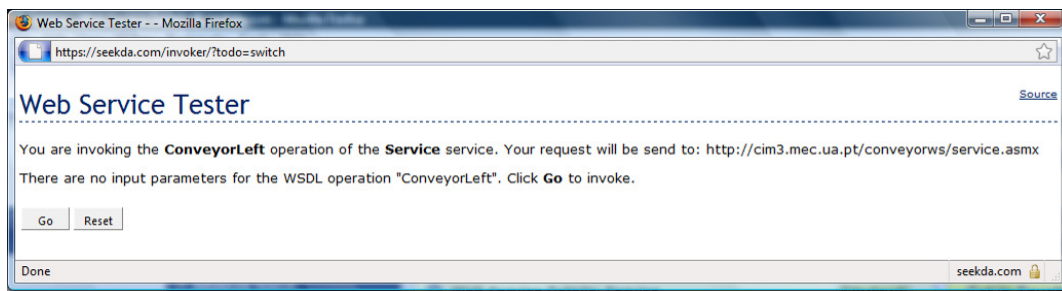 Web Service Tester - - Mozilla Firefox
https://seekda.com/invoker/?todo=switch
Source
Web Service Tester
You are invoking the ConveyorLeft operation of the Service service. Your request will be send to: http://cim3.mec.ua.pt/conveyorws/service.asmx
There are no input parameters for the WSDL operation "ConveyorLeft". Click Go to invoke.
Go Reset
Done seekda.com